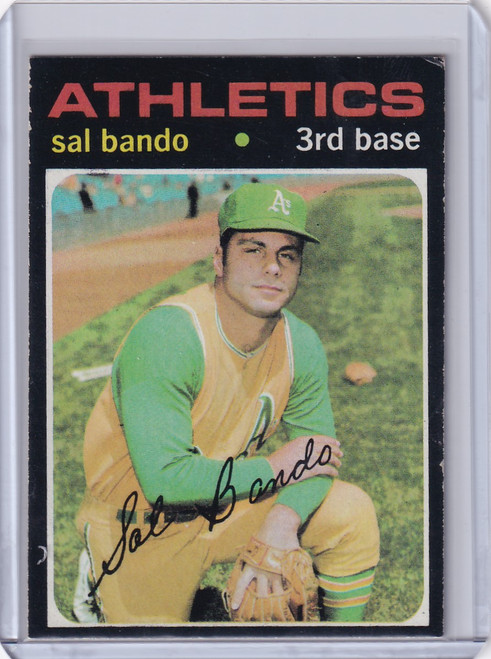 ATHLETICS
sal bando • 3rd base
A's
A
Sal Bando